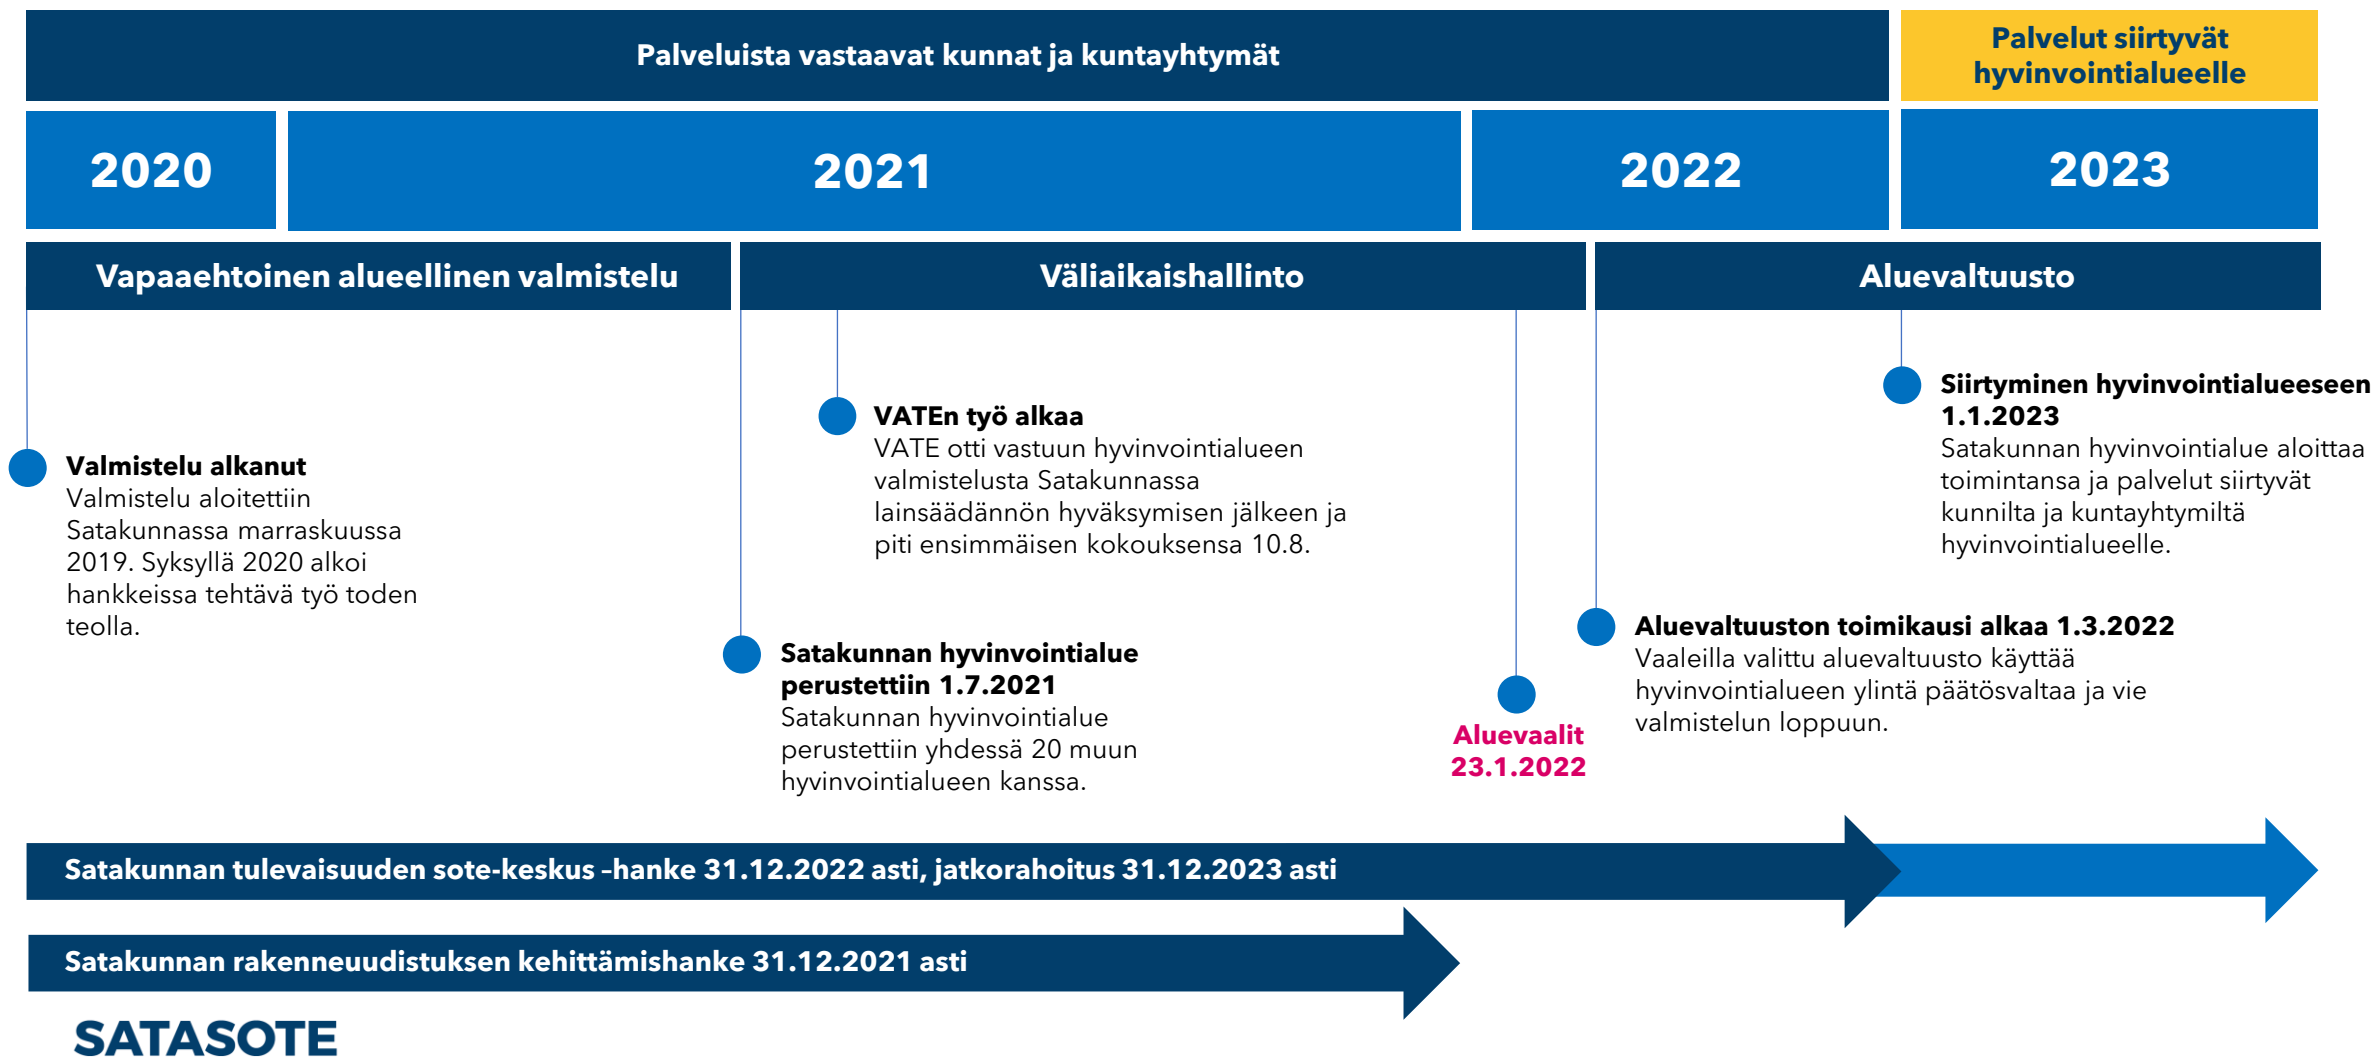 Palveluista vastaavat kunnat ja kuntayhtymät
Palvelut siirtyvät
hyvinvointialueelle
2020
2021
2022
2023
Vapaaehtoinen alueellinen valmistelu
Väliaikaishallinto
Aluevaltuusto
Valmistelu alkanut
Valmistelu aloitettiin
Satakunnassa marraskuussa
2019. Syksyllä 2020 alkoi
hankkeissa tehtävä työ toden
teolla.
Satakunnan hyvinvointialue
perustettiin 1.7.2021
Satakunnan hyvinvointialue
perustettiin yhdessä 20 muun
hyvinvointialueen kanssa.
VATEn työ alkaa
VATE otti vastuun hyvinvointialueen
valmistelusta Satakunnassa
lainsäädännön hyväksymisen jälkeen ja
piti ensimmäisen kokouksensa 10.8.
Aluevaalit
23.1.2022
Aluevaltuuston toimikausi alkaa 1.3.2022
Vaaleilla valittu aluevaltuusto käyttää
hyvinvointialueen ylintä päätösvaltaa ja vie
valmistelun loppuun.
Siirtyminen hyvinvointialueeseen
1.1.2023
Satakunnan hyvinvointialue aloittaa
toimintansa ja palvelut siirtyvät
kunnilta ja kuntayhtymiltä
hyvinvointialueelle.
Satakunnan tulevaisuuden sote-keskus –hanke 31.12.2022 asti, jatkorahoitus 31.12.2023 asti
Satakunnan rakenneuudistuksen kehittämishanke 31.12.2021 asti
SATASOTE